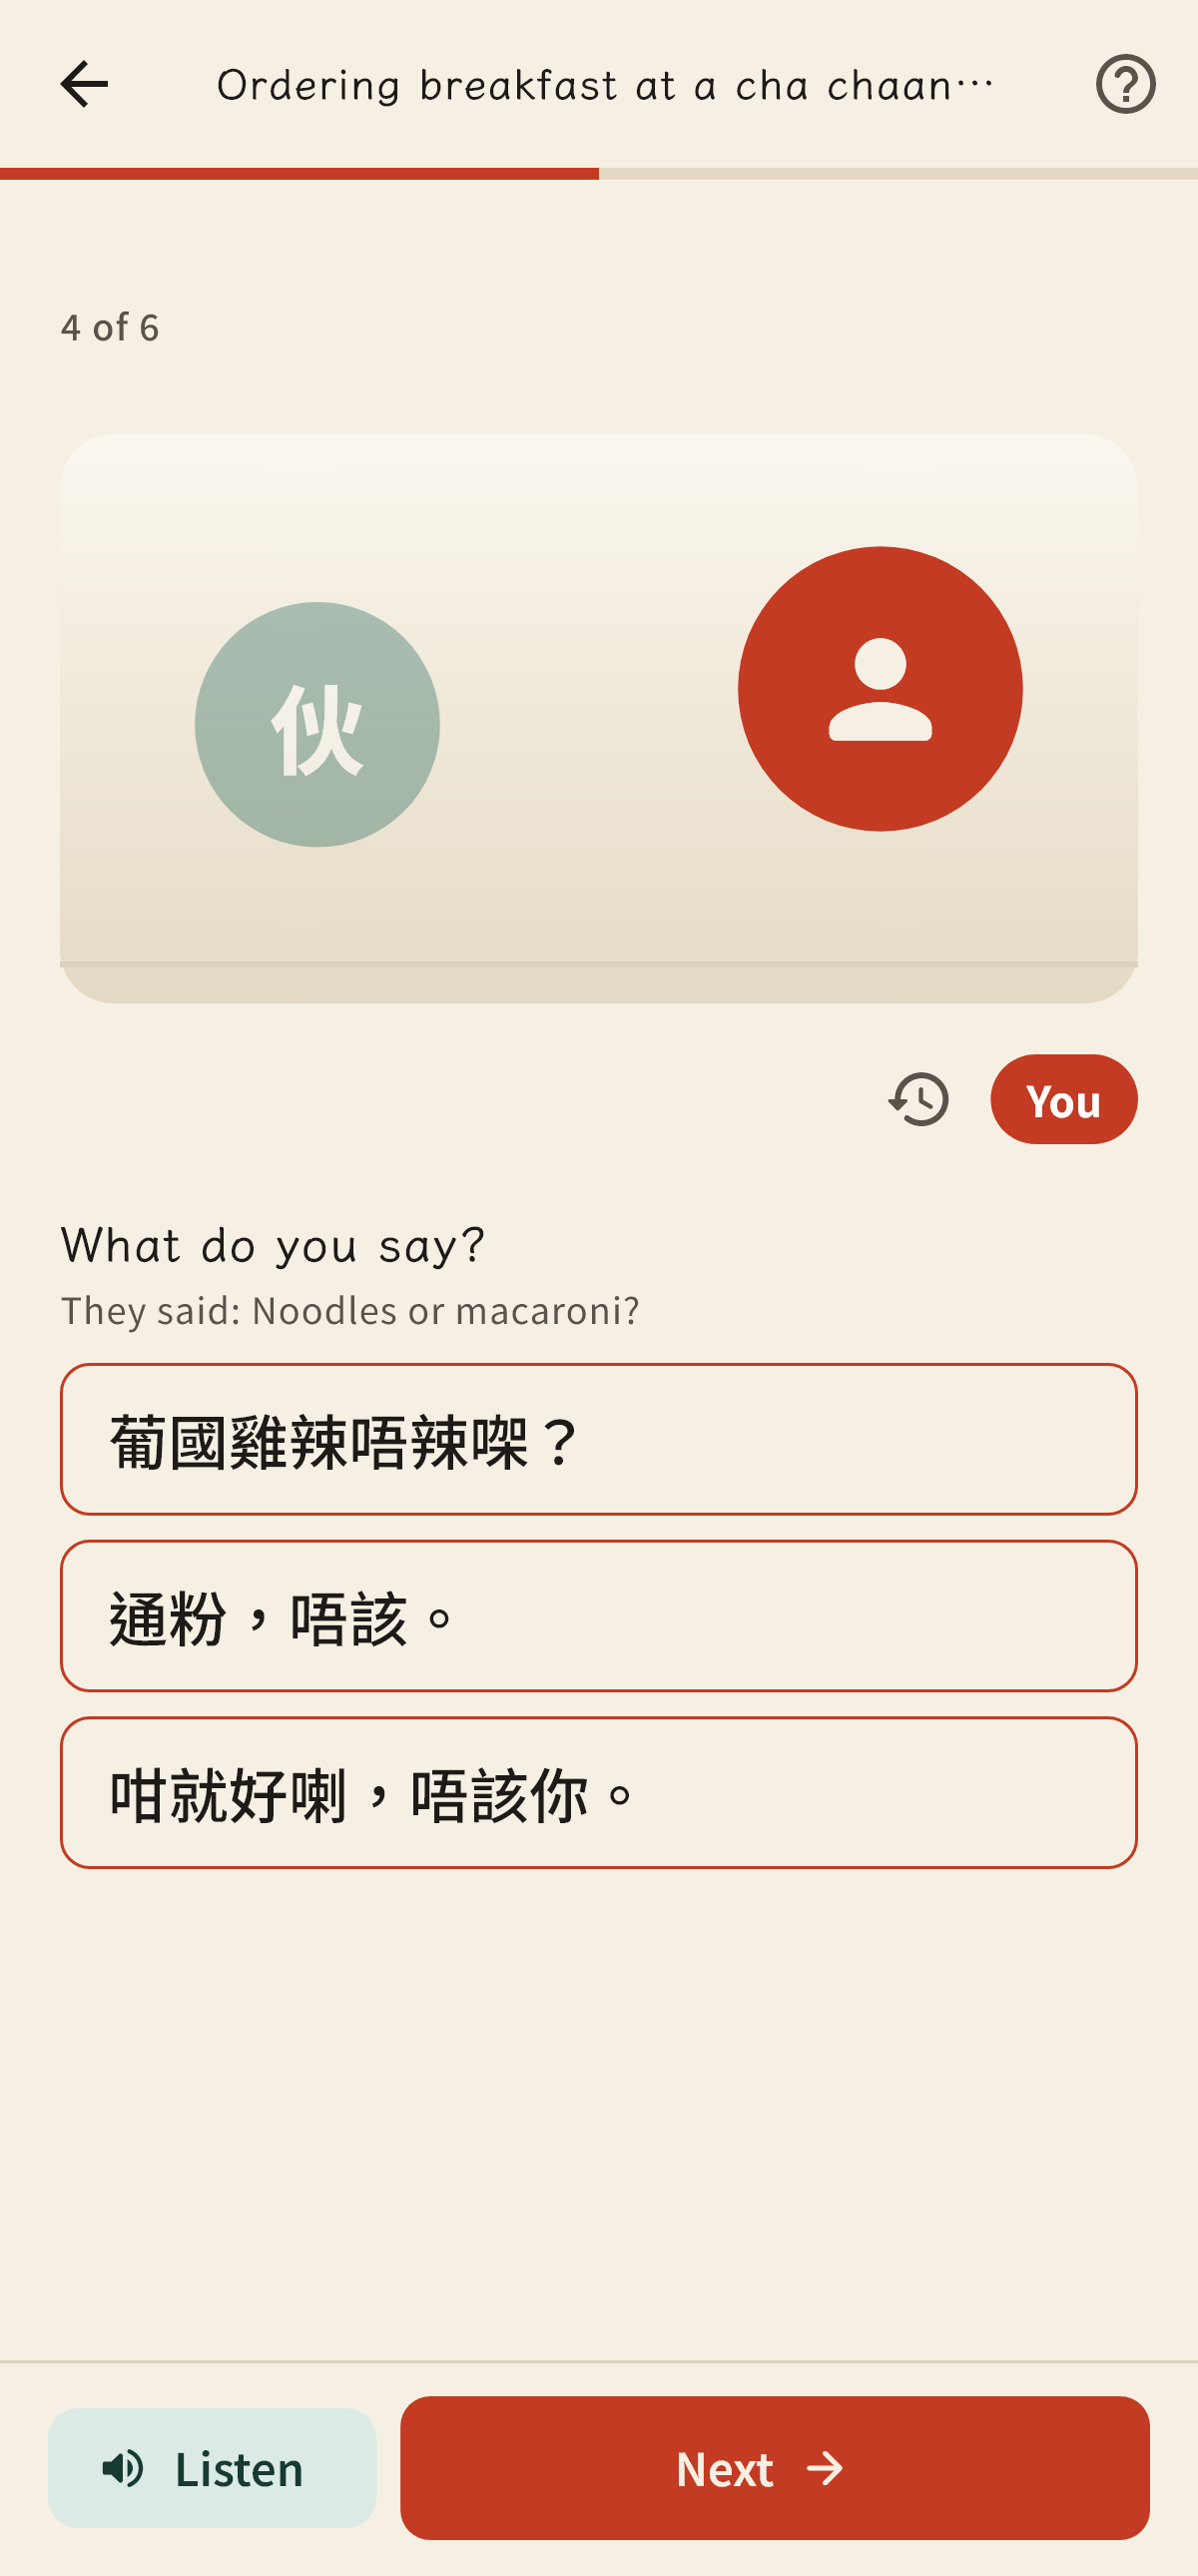 Ordering breakfast at a cha chaan…
4 of 6
伙
You
What do you say?
They said: Noodles or macaroni?
葡國雞辣唔辣㗎？
通粉，唔該。
咁就好喇，唔該你。
Listen
Next